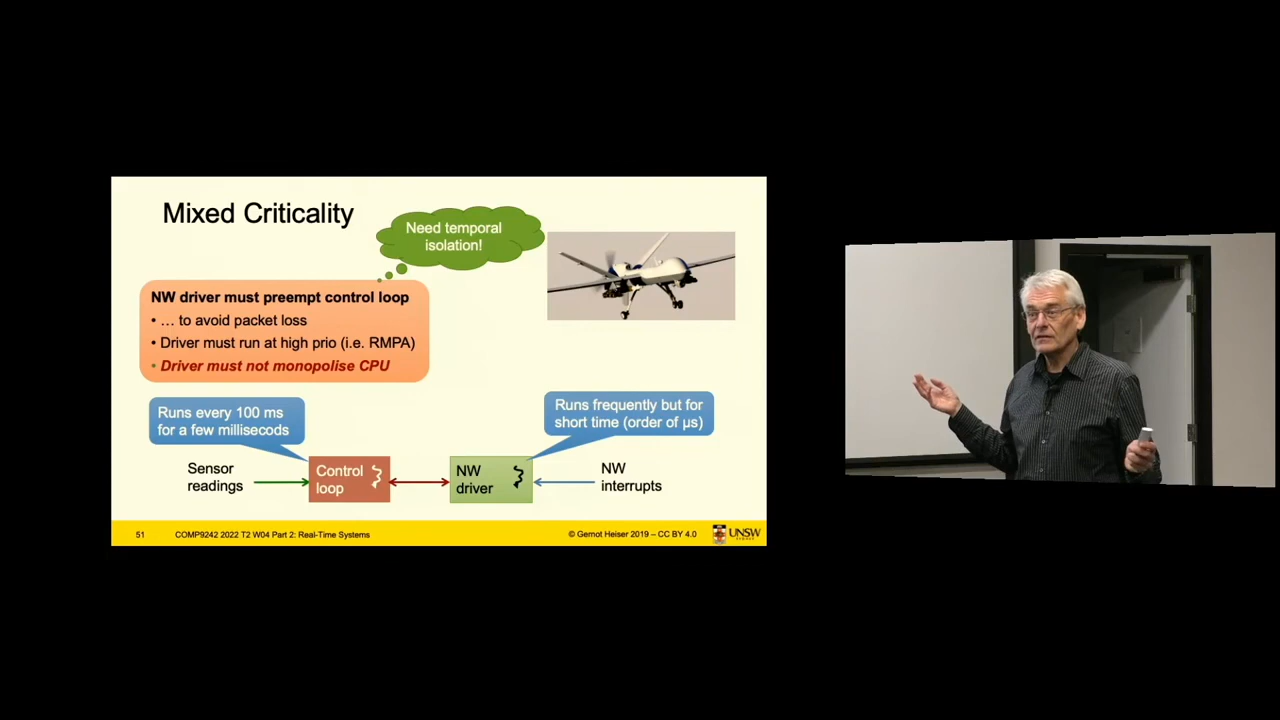 Mixed Criticality
Need temporal
isolation!
NW driver must preempt control loop
• … to avoid packet loss
• Driver must run at high prio (i.e. RMPA)
• Driver must not monopolise CPU
Runs every 100 ms
for a few millisecods
Runs frequently but for
short time (order of µs)
Sensor
readings
Control
loop
NW
driver
NW
interrupts
51
COMP9242 2022 T2 W04 Part 2: Real-Time Systems
© Gernot Heiser 2019 – CC BY 4.0
UNSW
SYDNEY